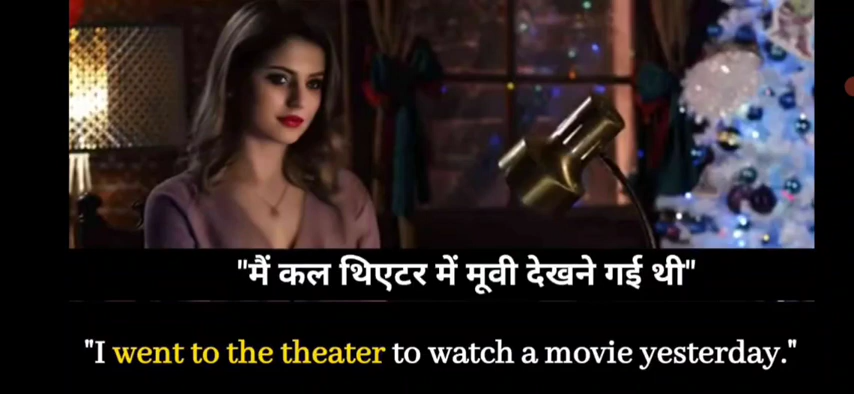 "मैं कल थिएटर में मूवी देखने गई थी"
"I went to the theater to watch a movie yesterday."